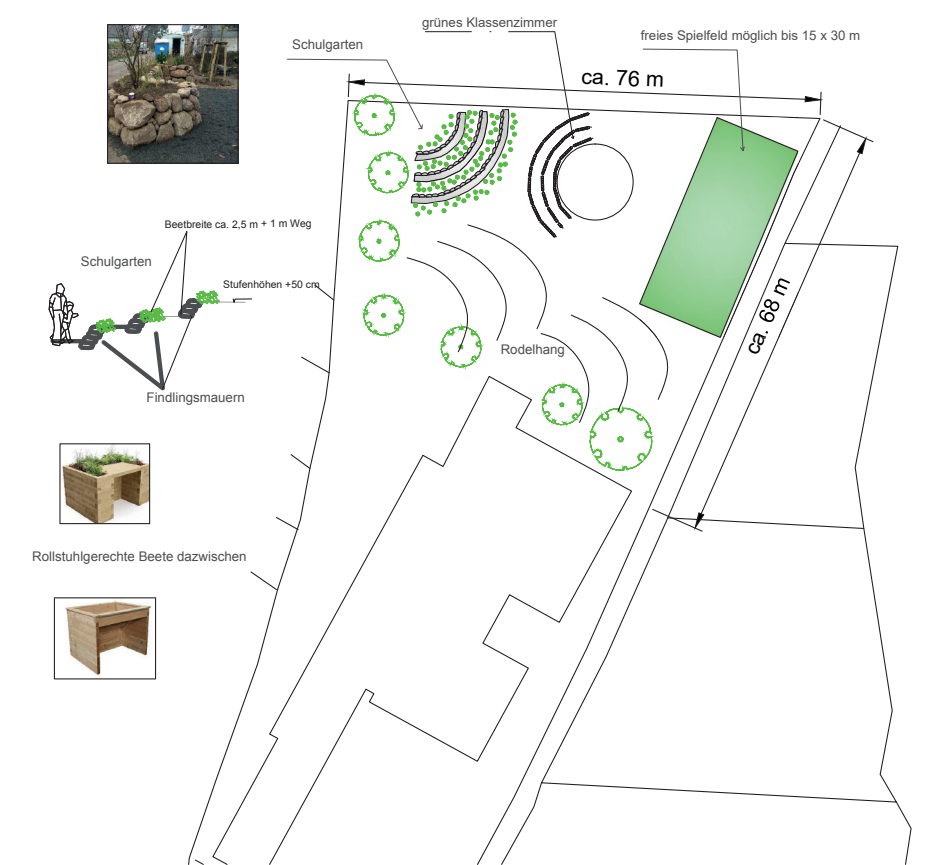 grünes Klassenzimmer
freies Spielfeld möglich bis 15 x 30 m
Schulgarten
ca. 76 m
Beetbreite ca. 2,5 m + 1 m Weg
Schulgarten
Stufenhöhen +50 cm
ca. 68 m
Rodelhang
Findlingsmauern
Rollstuhlgerechte Beete dazwischen